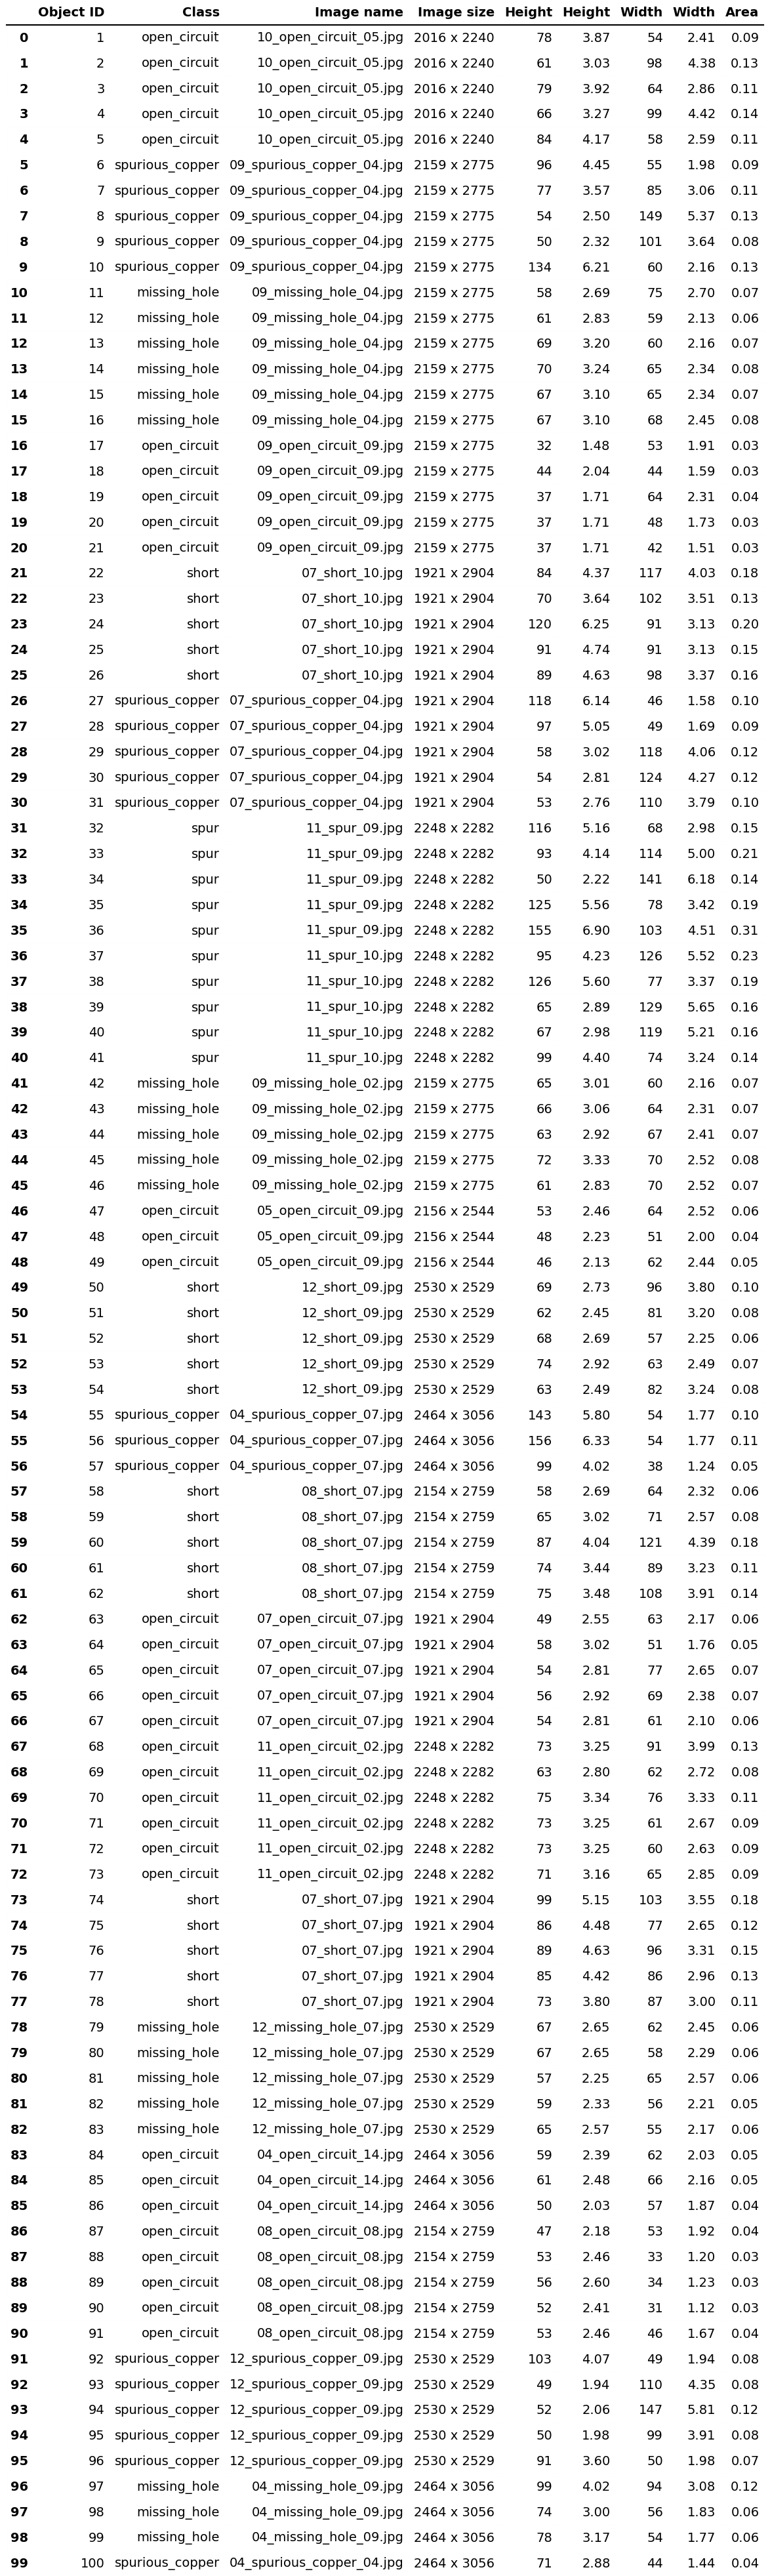 Object ID Class Image name Image size Height Height Width Width Area
0 1 open_circuit 10_open_circuit_05.jpg 2016 x 2240 78 3.87 54 2.41 0.09
1 2 open_circuit 10_open_circuit_05.jpg 2016 x 2240 61 3.03 98 4.38 0.13
2 3 open_circuit 10_open_circuit_05.jpg 2016 x 2240 79 3.92 64 2.86 0.11
3 4 open_circuit 10_open_circuit_05.jpg 2016 x 2240 66 3.27 99 4.42 0.14
4 5 open_circuit 10_open_circuit_05.jpg 2016 x 2240 84 4.17 58 2.59 0.11
5 6 spurious_copper 09_spurious_copper_04.jpg 2159 x 2775 96 4.45 55 1.98 0.09
6 7 spurious_copper 09_spurious_copper_04.jpg 2159 x 2775 77 3.57 85 3.06 0.11
7 8 spurious_copper 09_spurious_copper_04.jpg 2159 x 2775 54 2.50 149 5.37 0.13
8 9 spurious_copper 09_spurious_copper_04.jpg 2159 x 2775 50 2.32 101 3.64 0.08
9 10 spurious_copper 09_spurious_copper_04.jpg 2159 x 2775 134 6.21 60 2.16 0.13
10 11 missing_hole 09_missing_hole_04.jpg 2159 x 2775 58 2.69 75 2.70 0.07
11 12 missing_hole 09_missing_hole_04.jpg 2159 x 2775 61 2.83 59 2.13 0.06
12 13 missing_hole 09_missing_hole_04.jpg 2159 x 2775 69 3.20 60 2.16 0.07
13 14 missing_hole 09_missing_hole_04.jpg 2159 x 2775 70 3.24 65 2.34 0.08
14 15 missing_hole 09_missing_hole_04.jpg 2159 x 2775 67 3.10 65 2.34 0.07
15 16 missing_hole 09_missing_hole_04.jpg 2159 x 2775 67 3.10 68 2.45 0.08
16 17 open_circuit 09_open_circuit_09.jpg 2159 x 2775 32 1.48 53 1.91 0.03
17 18 open_circuit 09_open_circuit_09.jpg 2159 x 2775 44 2.04 44 1.59 0.03
18 19 open_circuit 09_open_circuit_09.jpg 2159 x 2775 37 1.71 64 2.31 0.04
19 20 open_circuit 09_open_circuit_09.jpg 2159 x 2775 37 1.71 48 1.73 0.03
20 21 open_circuit 09_open_circuit_09.jpg 2159 x 2775 37 1.71 42 1.51 0.03
21 22 short 07_short_10.jpg 1921 x 2904 84 4.37 117 4.03 0.18
22 23 short 07_short_10.jpg 1921 x 2904 70 3.64 102 3.51 0.13
23 24 short 07_short_10.jpg 1921 x 2904 120 6.25 91 3.13 0.20
24 25 short 07_short_10.jpg 1921 x 2904 91 4.74 91 3.13 0.15
25 26 short 07_short_10.jpg 1921 x 2904 89 4.63 98 3.37 0.16
26 27 spurious_copper 07_spurious_copper_04.jpg 1921 x 2904 118 6.14 46 1.58 0.10
27 28 spurious_copper 07_spurious_copper_04.jpg 1921 x 2904 97 5.05 49 1.69 0.09
28 29 spurious_copper 07_spurious_copper_04.jpg 1921 x 2904 58 3.02 118 4.06 0.12
29 30 spurious_copper 07_spurious_copper_04.jpg 1921 x 2904 54 2.81 124 4.27 0.12
30 31 spurious_copper 07_spurious_copper_04.jpg 1921 x 2904 53 2.76 110 3.79 0.10
31 32 spur 11_spur_09.jpg 2248 x 2282 116 5.16 68 2.98 0.15
32 33 spur 11_spur_09.jpg 2248 x 2282 93 4.14 114 5.00 0.21
33 34 spur 11_spur_09.jpg 2248 x 2282 50 2.22 141 6.18 0.14
34 35 spur 11_spur_09.jpg 2248 x 2282 125 5.56 78 3.42 0.19
35 36 spur 11_spur_09.jpg 2248 x 2282 155 6.90 103 4.51 0.31
36 37 spur 11_spur_10.jpg 2248 x 2282 95 4.23 126 5.52 0.23
37 38 spur 11_spur_10.jpg 2248 x 2282 126 5.60 77 3.37 0.19
38 39 spur 11_spur_10.jpg 2248 x 2282 65 2.89 129 5.65 0.16
39 40 spur 11_spur_10.jpg 2248 x 2282 67 2.98 119 5.21 0.16
40 41 spur 11_spur_10.jpg 2248 x 2282 99 4.40 74 3.24 0.14
41 42 missing_hole 09_missing_hole_02.jpg 2159 x 2775 65 3.01 60 2.16 0.07
42 43 missing_hole 09_missing_hole_02.jpg 2159 x 2775 66 3.06 64 2.31 0.07
43 44 missing_hole 09_missing_hole_02.jpg 2159 x 2775 63 2.92 67 2.41 0.07
44 45 missing_hole 09_missing_hole_02.jpg 2159 x 2775 72 3.33 70 2.52 0.08
45 46 missing_hole 09_missing_hole_02.jpg 2159 x 2775 61 2.83 70 2.52 0.07
46 47 open_circuit 05_open_circuit_09.jpg 2156 x 2544 53 2.46 64 2.52 0.06
47 48 open_circuit 05_open_circuit_09.jpg 2156 x 2544 48 2.23 51 2.00 0.04
48 49 open_circuit 05_open_circuit_09.jpg 2156 x 2544 46 2.13 62 2.44 0.05
49 50 short 12_short_09.jpg 2530 x 2529 69 2.73 96 3.80 0.10
50 51 short 12_short_09.jpg 2530 x 2529 62 2.45 81 3.20 0.08
51 52 short 12_short_09.jpg 2530 x 2529 68 2.69 57 2.25 0.06
52 53 short 12_short_09.jpg 2530 x 2529 74 2.92 63 2.49 0.07
53 54 short 12_short_09.jpg 2530 x 2529 63 2.49 82 3.24 0.08
54 55 spurious_copper 04_spurious_copper_07.jpg 2464 x 3056 143 5.80 54 1.77 0.10
55 56 spurious_copper 04_spurious_copper_07.jpg 2464 x 3056 156 6.33 54 1.77 0.11
56 57 spurious_copper 04_spurious_copper_07.jpg 2464 x 3056 99 4.02 38 1.24 0.05
57 58 short 08_short_07.jpg 2154 x 2759 58 2.69 64 2.32 0.06
58 59 short 08_short_07.jpg 2154 x 2759 65 3.02 71 2.57 0.08
59 60 short 08_short_07.jpg 2154 x 2759 87 4.04 121 4.39 0.18
60 61 short 08_short_07.jpg 2154 x 2759 74 3.44 89 3.23 0.11
61 62 short 08_short_07.jpg 2154 x 2759 75 3.48 108 3.91 0.14
62 63 open_circuit 07_open_circuit_07.jpg 1921 x 2904 49 2.55 63 2.17 0.06
63 64 open_circuit 07_open_circuit_07.jpg 1921 x 2904 58 3.02 51 1.76 0.05
64 65 open_circuit 07_open_circuit_07.jpg 1921 x 2904 54 2.81 77 2.65 0.07
65 66 open_circuit 07_open_circuit_07.jpg 1921 x 2904 56 2.92 69 2.38 0.07
66 67 open_circuit 07_open_circuit_07.jpg 1921 x 2904 54 2.81 61 2.10 0.06
67 68 open_circuit 11_open_circuit_02.jpg 2248 x 2282 73 3.25 91 3.99 0.13
68 69 open_circuit 11_open_circuit_02.jpg 2248 x 2282 63 2.80 62 2.72 0.08
69 70 open_circuit 11_open_circuit_02.jpg 2248 x 2282 75 3.34 76 3.33 0.11
70 71 open_circuit 11_open_circuit_02.jpg 2248 x 2282 73 3.25 61 2.67 0.09
71 72 open_circuit 11_open_circuit_02.jpg 2248 x 2282 73 3.25 60 2.63 0.09
72 73 open_circuit 11_open_circuit_02.jpg 2248 x 2282 71 3.16 65 2.85 0.09
73 74 short 07_short_07.jpg 1921 x 2904 99 5.15 103 3.55 0.18
74 75 short 07_short_07.jpg 1921 x 2904 86 4.48 77 2.65 0.12
75 76 short 07_short_07.jpg 1921 x 2904 89 4.63 96 3.31 0.15
76 77 short 07_short_07.jpg 1921 x 2904 85 4.42 86 2.96 0.13
77 78 short 07_short_07.jpg 1921 x 2904 73 3.80 87 3.00 0.11
78 79 missing_hole 12_missing_hole_07.jpg 2530 x 2529 67 2.65 62 2.45 0.06
79 80 missing_hole 12_missing_hole_07.jpg 2530 x 2529 67 2.65 58 2.29 0.06
80 81 missing_hole 12_missing_hole_07.jpg 2530 x 2529 57 2.25 65 2.57 0.06
81 82 missing_hole 12_missing_hole_07.jpg 2530 x 2529 59 2.33 56 2.21 0.05
82 83 missing_hole 12_missing_hole_07.jpg 2530 x 2529 65 2.57 55 2.17 0.06
83 84 open_circuit 04_open_circuit_14.jpg 2464 x 3056 59 2.39 62 2.03 0.05
84 85 open_circuit 04_open_circuit_14.jpg 2464 x 3056 61 2.48 66 2.16 0.05
85 86 open_circuit 04_open_circuit_14.jpg 2464 x 3056 50 2.03 57 1.87 0.04
86 87 open_circuit 08_open_circuit_08.jpg 2154 x 2759 47 2.18 53 1.92 0.04
87 88 open_circuit 08_open_circuit_08.jpg 2154 x 2759 53 2.46 33 1.20 0.03
88 89 open_circuit 08_open_circuit_08.jpg 2154 x 2759 56 2.60 34 1.23 0.03
89 90 open_circuit 08_open_circuit_08.jpg 2154 x 2759 52 2.41 31 1.12 0.03
90 91 open_circuit 08_open_circuit_08.jpg 2154 x 2759 53 2.46 46 1.67 0.04
91 92 spurious_copper 12_spurious_copper_09.jpg 2530 x 2529 103 4.07 49 1.94 0.08
92 93 spurious_copper 12_spurious_copper_09.jpg 2530 x 2529 49 1.94 110 4.35 0.08
93 94 spurious_copper 12_spurious_copper_09.jpg 2530 x 2529 52 2.06 147 5.81 0.12
94 95 spurious_copper 12_spurious_copper_09.jpg 2530 x 2529 50 1.98 99 3.91 0.08
95 96 spurious_copper 12_spurious_copper_09.jpg 2530 x 2529 91 3.60 50 1.98 0.07
96 97 missing_hole 04_missing_hole_09.jpg 2464 x 3056 99 4.02 94 3.08 0.12
97 98 missing_hole 04_missing_hole_09.jpg 2464 x 3056 74 3.00 56 1.83 0.06
98 99 missing_hole 04_missing_hole_09.jpg 2464 x 3056 78 3.17 54 1.77 0.06
99 100 spurious_copper 04_spurious_copper_04.jpg 2464 x 3056 71 2.88 44 1.44 0.04